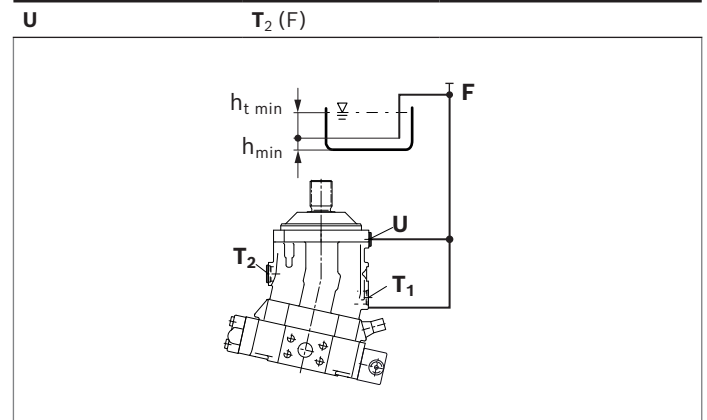 U T₂ (F)
F
hₜ ₘᵢₙ
hₘᵢₙ
U
T₂
T₁